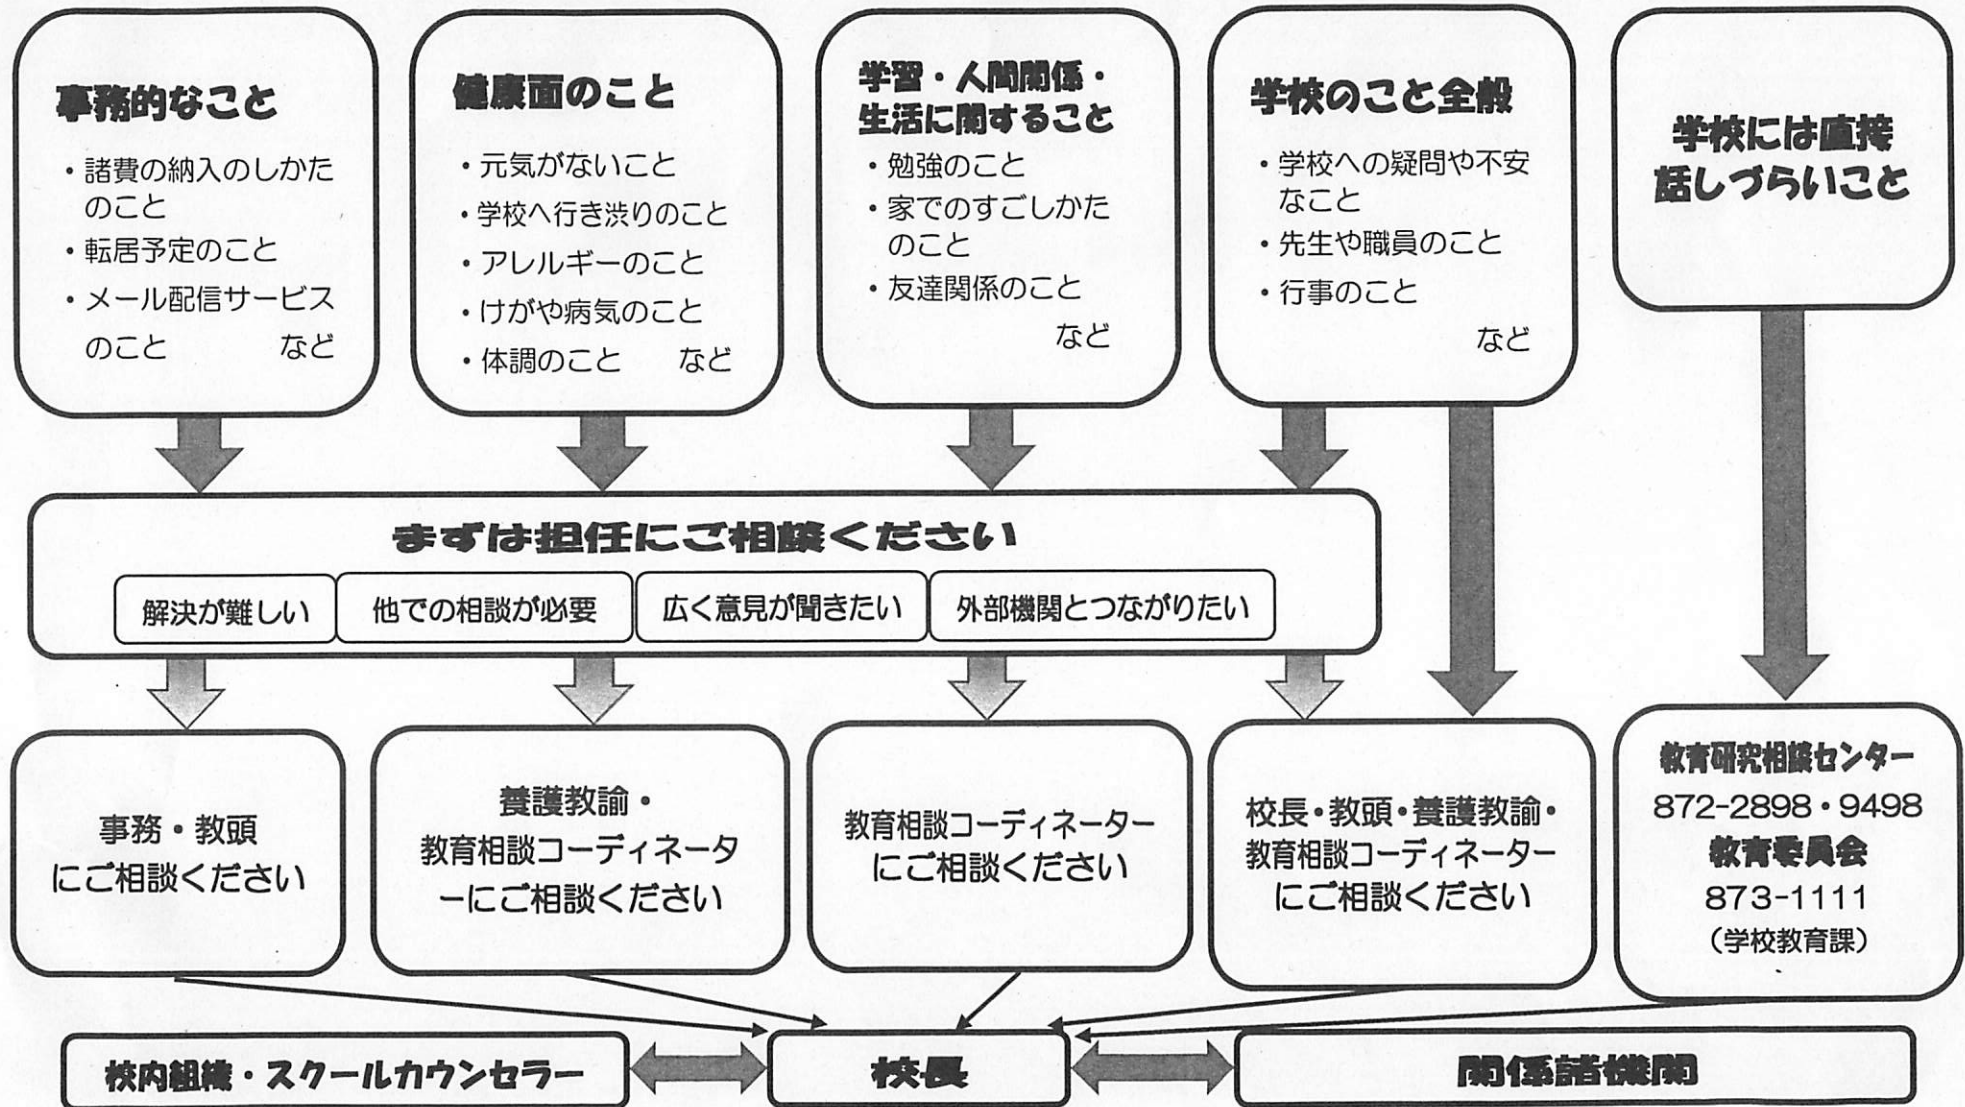 事務的なこと
・諸費の納入のしかた
のこと
・転居予定のこと
・メール配信サービス
のこと　など
健康面のこと
・元気がないこと
・学校へ行き渋りのこと
・アレルギーのこと
・けがや病気のこと
・体調のこと　など
学習・人間関係・
生活に関すること
・勉強のこと
・家でのすごしかた
のこと
・友達関係のこと
など
学校のこと全般
・学校への疑問や不安
なこと
・先生や職員のこと
・行事のこと
など
学校には直接
話しづらいこと
まずは担任にご相談ください
解決が難しい
他での相談が必要
広く意見が聞きたい
外部機関とつながりたい
事務・教頭
にご相談ください
養護教諭・
教育相談コーディネータ
ーにご相談ください
教育相談コーディネーター
にご相談ください
校長・教頭・養護教諭・
教育相談コーディネーター
にご相談ください
教育研究相談センター
872-2898・9498
教育委員会
873-1111
（学校教育課）
校内組織・スクールカウンセラー
校長
関係諸機関